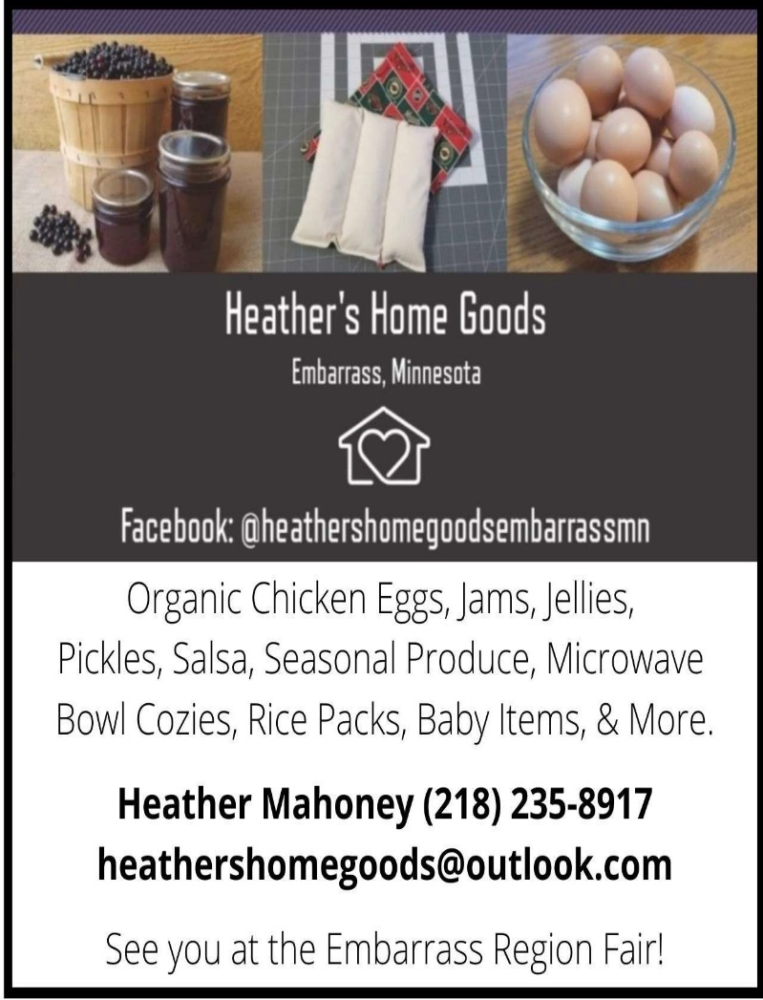 Heather's Home Goods
Embarrass, Minnesota
Facebook: @heathershomegoodsembarrassmn
Organic Chicken Eggs, Jams, Jellies,
Pickles, Salsa, Seasonal Produce, Microwave
Bowl Cozies, Rice Packs, Baby Items, & More.
Heather Mahoney (218) 235-8917
heathershomegoods@outlook.com
See you at the Embarrass Region Fair!